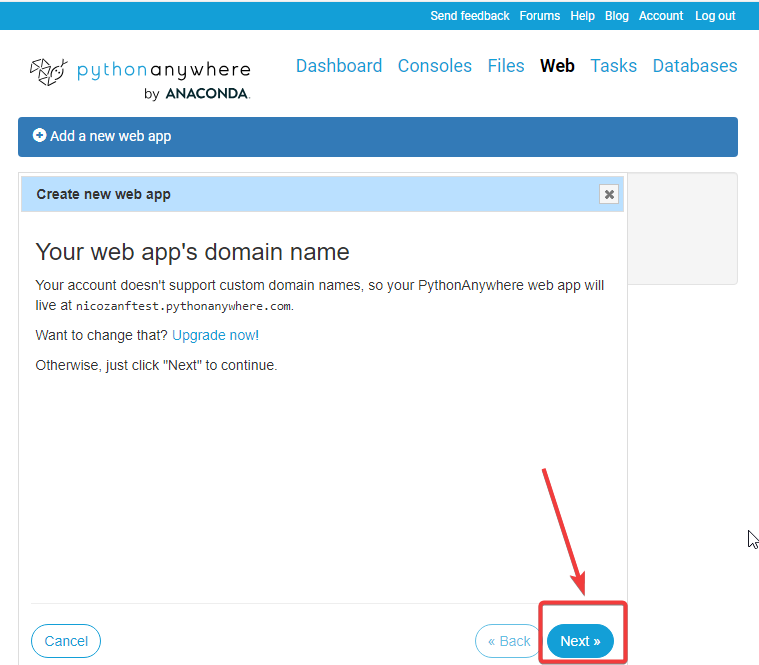 Send feedback Forums Help Blog Account Log out
pythonanywhere
by ANACONDA.
Dashboard Consoles Files Web Tasks Databases
Add a new web app
Create new web app
Your web app's domain name
Your account doesn't support custom domain names, so your PythonAnywhere web app will
live at nicozanftest.pythonanywhere.com.
Want to change that? Upgrade now!
Otherwise, just click "Next" to continue.
Cancel « Back Next »